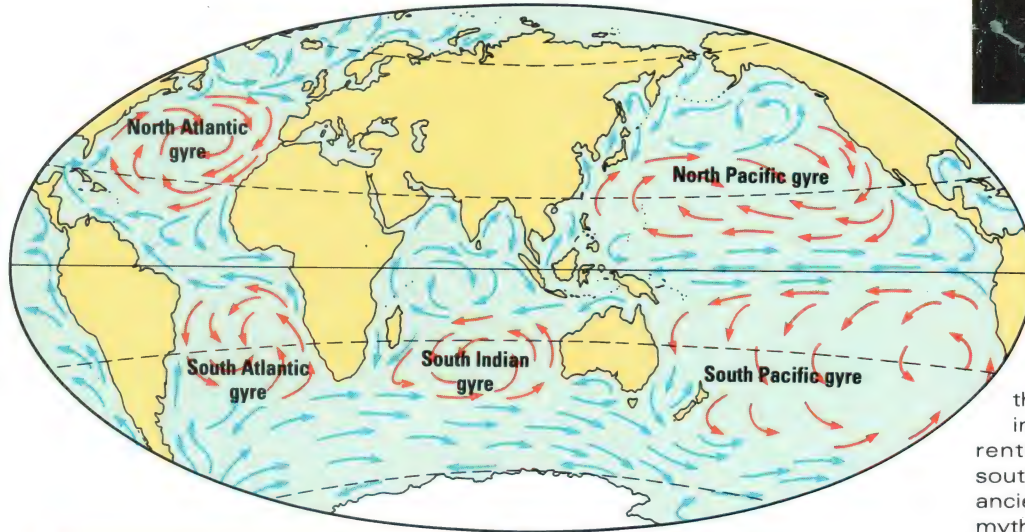 North Atlantic
gyre
North Pacific gyre
South Atlantic
gyre
South Indian
gyre
South Pacific gyre
in
rent
south
ancie
myth